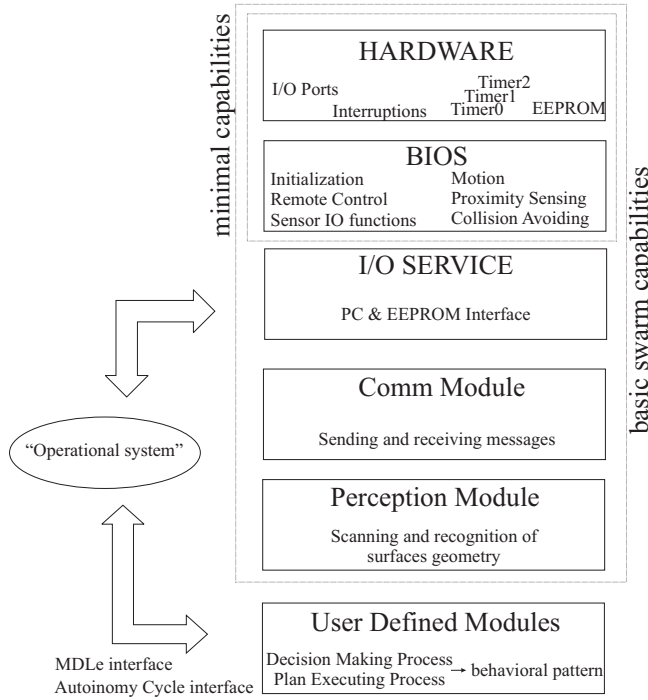 minimal capabilities
basic swarm capabilities
HARDWARE
I/O Ports
Interruptions
Timer2
Timer1
Timer0
EEPROM
BIOS
Initialization
Motion
Remote Control
Proximity Sensing
Sensor IO functions
Collision Avoiding
I/O SERVICE
PC & EEPROM Interface
Comm Module
Sending and receiving messages
“Operational system”
Perception Module
Scanning and recognition of
surfaces geometry
User Defined Modules
Decision Making Process
Plan Executing Process
behavioral pattern
MDLe interface
Autoinomy Cycle interface